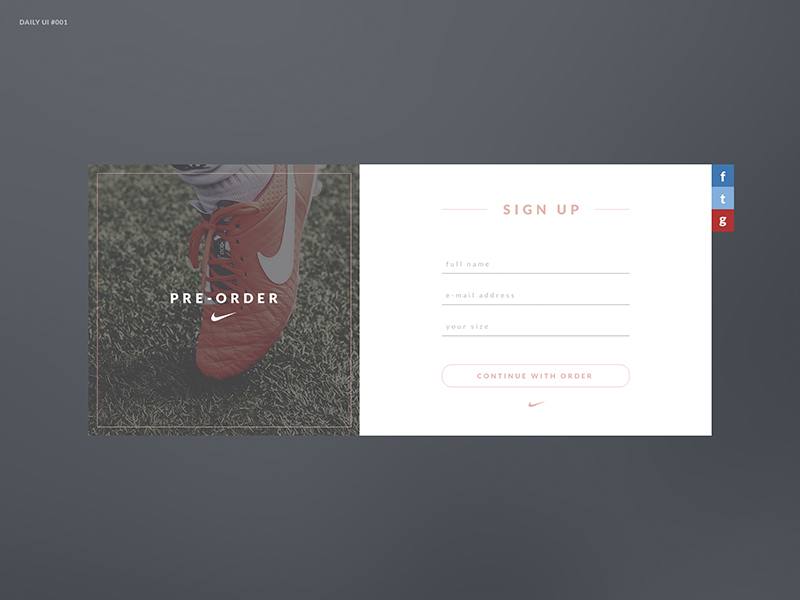 DAILY UI #001
PRE-ORDER
SIGN UP
full name
e-mail address
your size
CONTINUE WITH ORDER
f
t
g